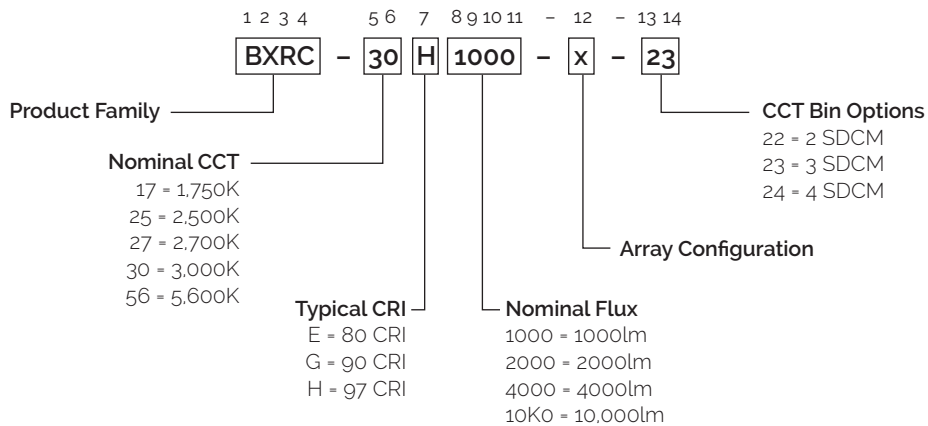 1 2 3 4 5 6 7 8 9 10 11 – 12 – 13 14
BXRC – 30 H 1000 – x – 23
Product Family
CCT Bin Options
22 = 2 SDCM
23 = 3 SDCM
24 = 4 SDCM
Nominal CCT
17 = 1,750K
25 = 2,500K
27 = 2,700K
30 = 3,000K
56 = 5,600K
Array Configuration
Typical CRI
E = 80 CRI
G = 90 CRI
H = 97 CRI
Nominal Flux
1000 = 1000lm
2000 = 2000lm
4000 = 4000lm
10K0 = 10,000lm